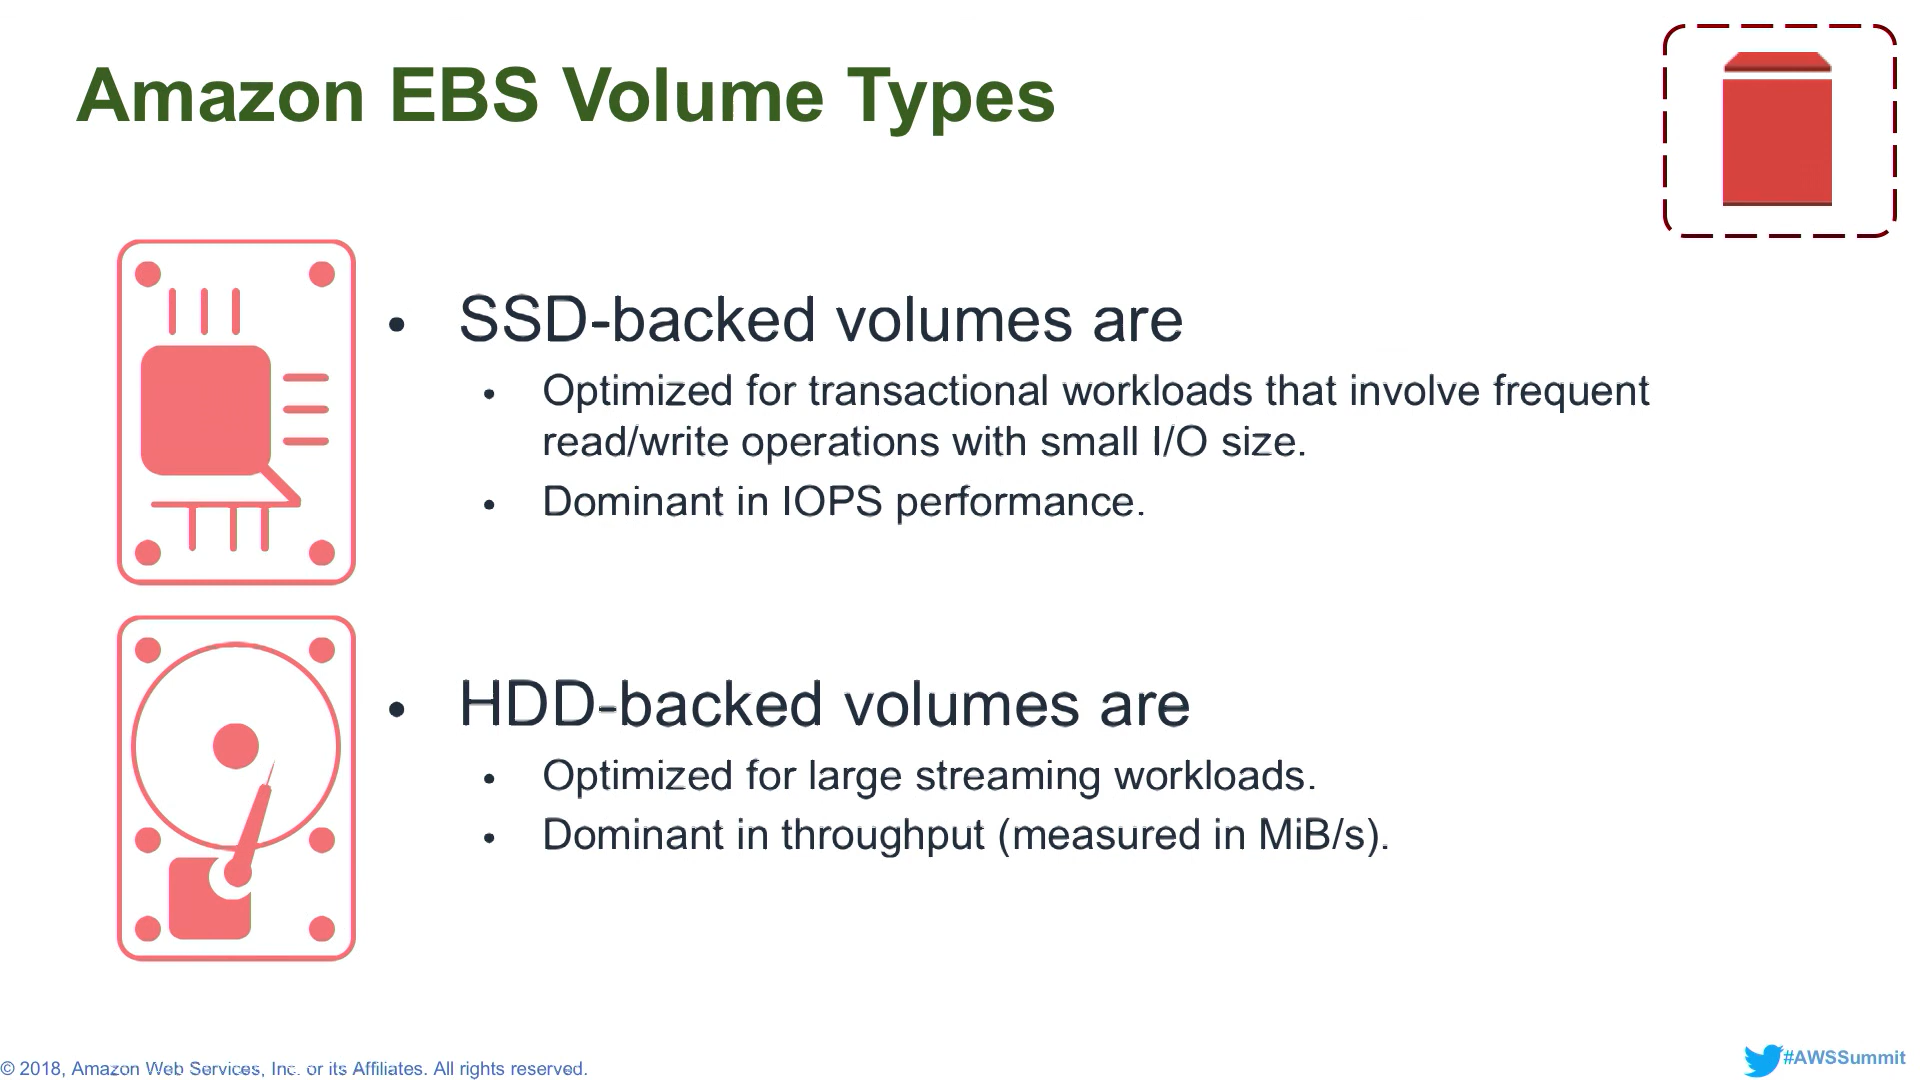 Amazon EBS Volume Types
• SSD-backed volumes are
• Optimized for transactional workloads that involve frequent
read/write operations with small I/O size.
• Dominant in IOPS performance.
• HDD-backed volumes are
• Optimized for large streaming workloads.
• Dominant in throughput (measured in MiB/s).
© 2018, Amazon Web Services, Inc. or its Affiliates. All rights reserved.
#AWSSummit